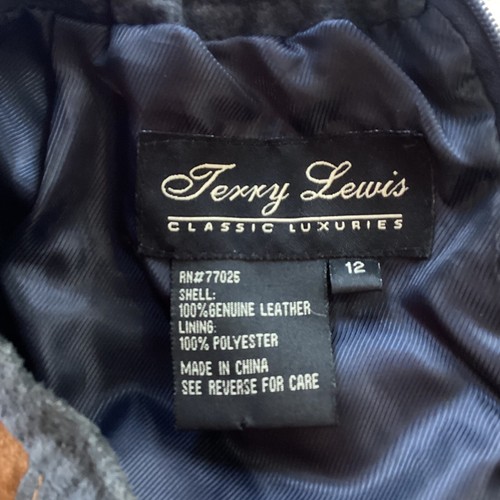 Terry Lewis
CLASSIC LUXURIES
12
RN#77025
SHELL:
100%GENUINE LEATHER
LINING:
100% POLYESTER
MADE IN CHINA
SEE REVERSE FOR CARE